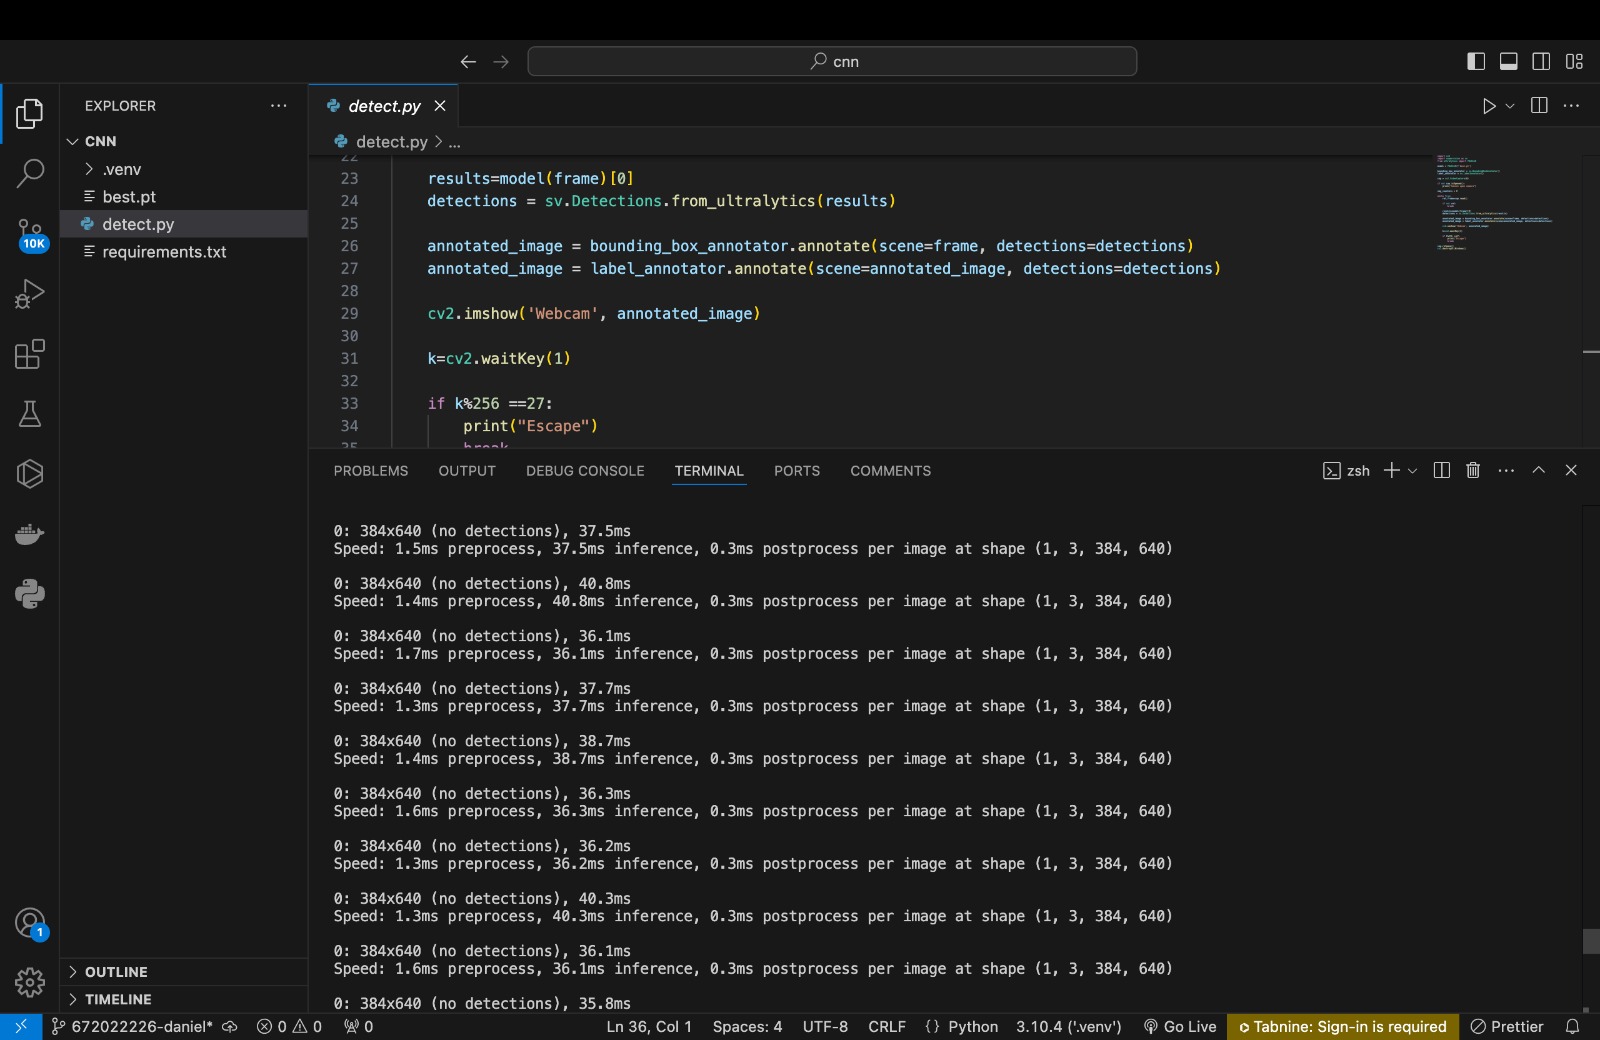 cnn
EXPLORER
CNN
.venv
best.pt
detect.py
requirements.txt
10K
1
OUTLINE
TIMELINE
detect.py
detect.py > ...
22
23 results=model(frame)[0]
24 detections = sv.Detections.from_ultralytics(results)
25
26 annotated_image = bounding_box_annotator.annotate(scene=frame, detections=detections)
27 annotated_image = label_annotator.annotate(scene=annotated_image, detections=detections)
28
29 cv2.imshow('Webcam', annotated_image)
30
31 k=cv2.waitKey(1)
32
33 if k%256 ==27:
34 print("Escape")
35 break
PROBLEMS OUTPUT DEBUG CONSOLE TERMINAL PORTS COMMENTS zsh
0: 384x640 (no detections), 37.5ms
Speed: 1.5ms preprocess, 37.5ms inference, 0.3ms postprocess per image at shape (1, 3, 384, 640)
0: 384x640 (no detections), 40.8ms
Speed: 1.4ms preprocess, 40.8ms inference, 0.3ms postprocess per image at shape (1, 3, 384, 640)
0: 384x640 (no detections), 36.1ms
Speed: 1.7ms preprocess, 36.1ms inference, 0.3ms postprocess per image at shape (1, 3, 384, 640)
0: 384x640 (no detections), 37.7ms
Speed: 1.3ms preprocess, 37.7ms inference, 0.3ms postprocess per image at shape (1, 3, 384, 640)
0: 384x640 (no detections), 38.7ms
Speed: 1.4ms preprocess, 38.7ms inference, 0.3ms postprocess per image at shape (1, 3, 384, 640)
0: 384x640 (no detections), 36.3ms
Speed: 1.6ms preprocess, 36.3ms inference, 0.3ms postprocess per image at shape (1, 3, 384, 640)
0: 384x640 (no detections), 36.2ms
Speed: 1.3ms preprocess, 36.2ms inference, 0.3ms postprocess per image at shape (1, 3, 384, 640)
0: 384x640 (no detections), 40.3ms
Speed: 1.3ms preprocess, 40.3ms inference, 0.3ms postprocess per image at shape (1, 3, 384, 640)
0: 384x640 (no detections), 36.1ms
Speed: 1.6ms preprocess, 36.1ms inference, 0.3ms postprocess per image at shape (1, 3, 384, 640)
0: 384x640 (no detections), 35.8ms
672022226-daniel* 0 0 0 Ln 36, Col 1 Spaces: 4 UTF-8 CRLF {} Python 3.10.4 ('.venv') Go Live Tabnine: Sign-in is required Prettier